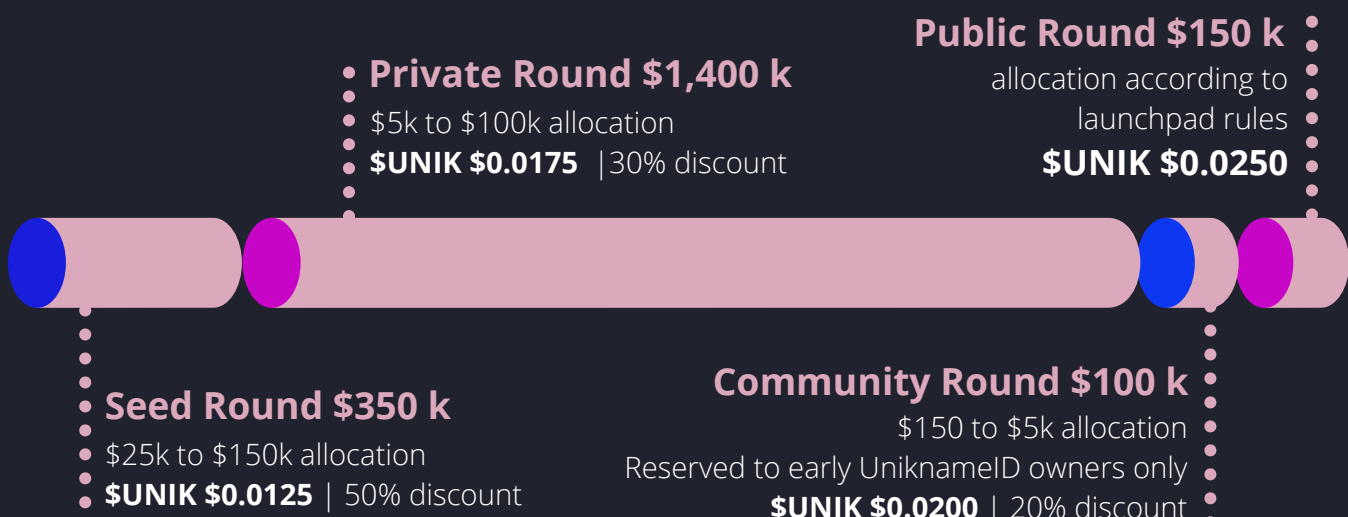 Public Round $150 k
allocation according to
launchpad rules
$UNIK $0.0250
Private Round $1,400 k
$5k to $100k allocation
$UNIK $0.0175 |30% discount
Seed Round $350 k
$25k to $150k allocation
$UNIK $0.0125 | 50% discount
Community Round $100 k
$150 to $5k allocation
Reserved to early UniknameID owners only
$UNIK $0.0200 | 20% discount